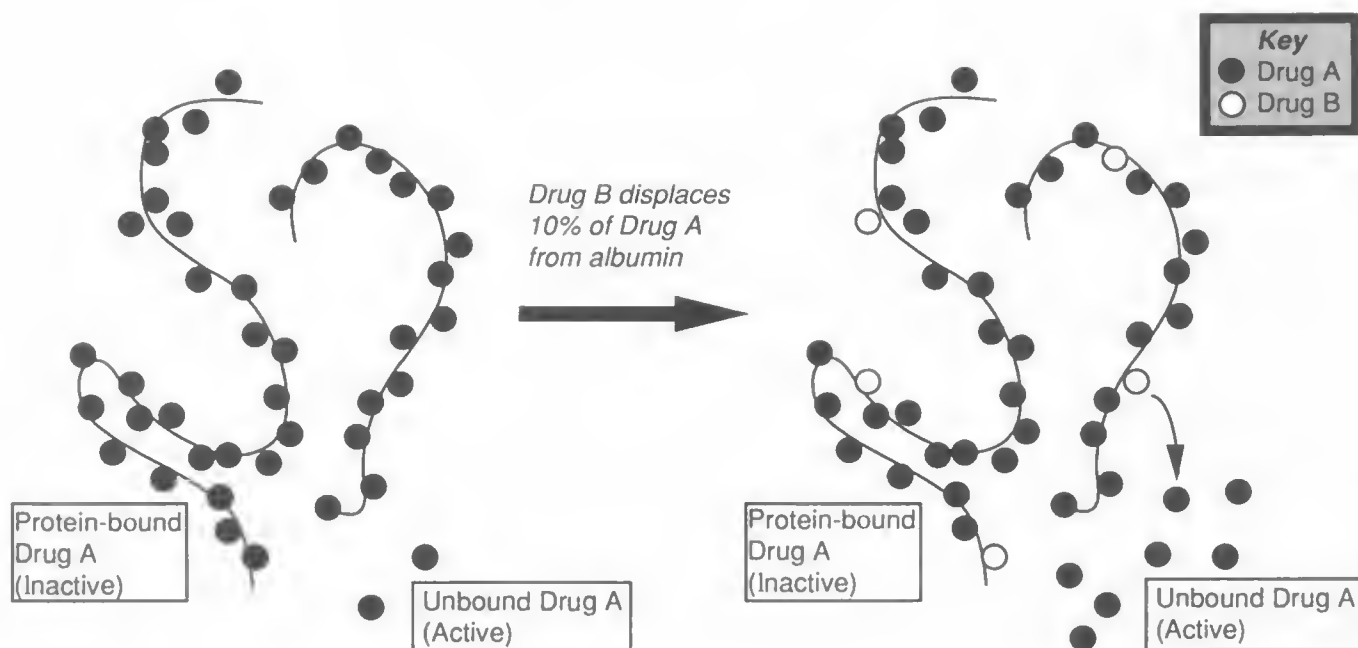 Key
Drug A
Drug B
Drug B displaces
10% of Drug A
from albumin
Protein-bound
Drug A
(Inactive)
Unbound Drug A
(Active)
Protein-bound
Drug A
(Inactive)
Unbound Drug A
(Active)